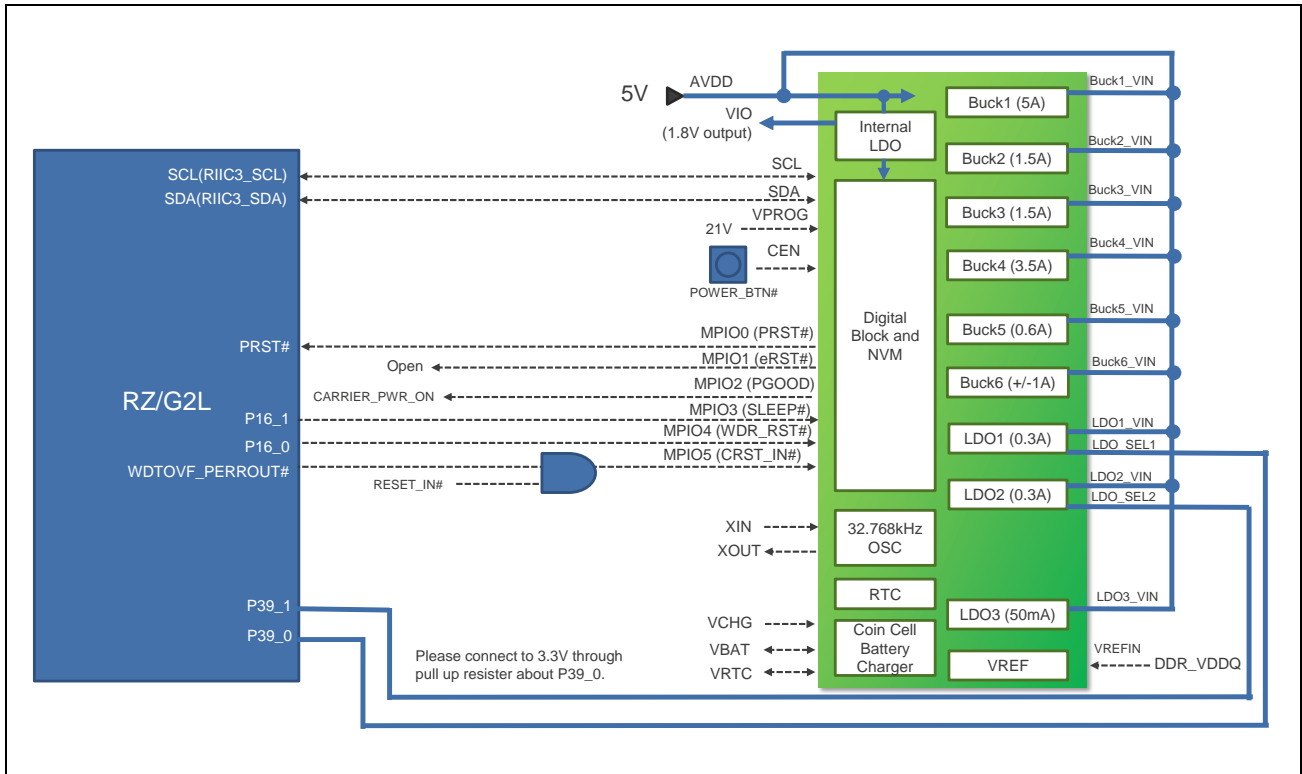 5V
AVDD
VIO
(1.8V output)
Internal
LDO
Buck1 (5A)
Buck1_VIN
Buck2 (1.5A)
Buck2_VIN
Buck3 (1.5A)
Buck3_VIN
Buck4 (3.5A)
Buck4_VIN
Buck5 (0.6A)
Buck5_VIN
Buck6 (+/-1A)
Buck6_VIN
LDO1 (0.3A)
LDO1_VIN
LDO_SEL1
LDO2 (0.3A)
LDO2_VIN
LDO_SEL2
LDO3 (50mA)
LDO3_VIN
VREF
VREFIN
DDR_VDDQ
SCL(RIIC3_SCL)
SCL
SDA(RIIC3_SDA)
SDA
VPROG
21V
CEN
POWER_BTN#
Digital
Block and
NVM
PRST#
MPIO0 (PRST#)
Open
MPIO1 (eRST#)
CARRIER_PWR_ON
MPIO2 (PGOOD)
RZ/G2L
P16_1
MPIO3 (SLEEP#)
P16_0
MPIO4 (WDR_RST#)
WDTOVF_PERROUT#
MPIO5 (CRST_IN#)
RESET_IN#
XIN
XOUT
32.768kHz
OSC
RTC
P39_1
P39_0
VCHG
VBAT
VRTC
Coin Cell
Battery
Charger
Please connect to 3.3V through
pull up resister about P39_0.